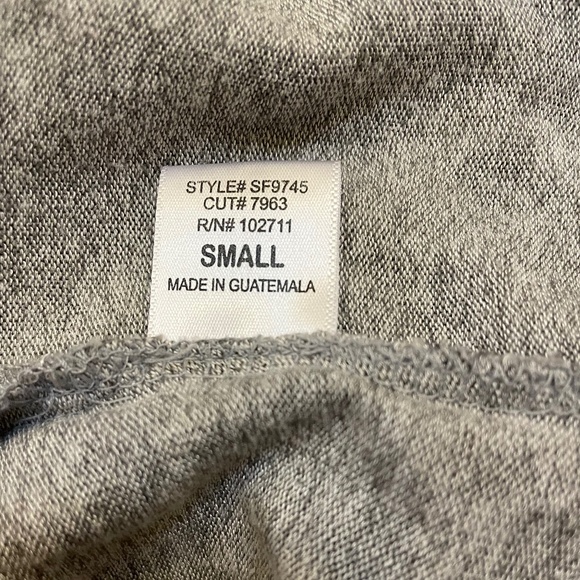 STYLE# SF9745
CUT# 7963
R/N# 102711
SMALL
MADE IN GUATEMALA